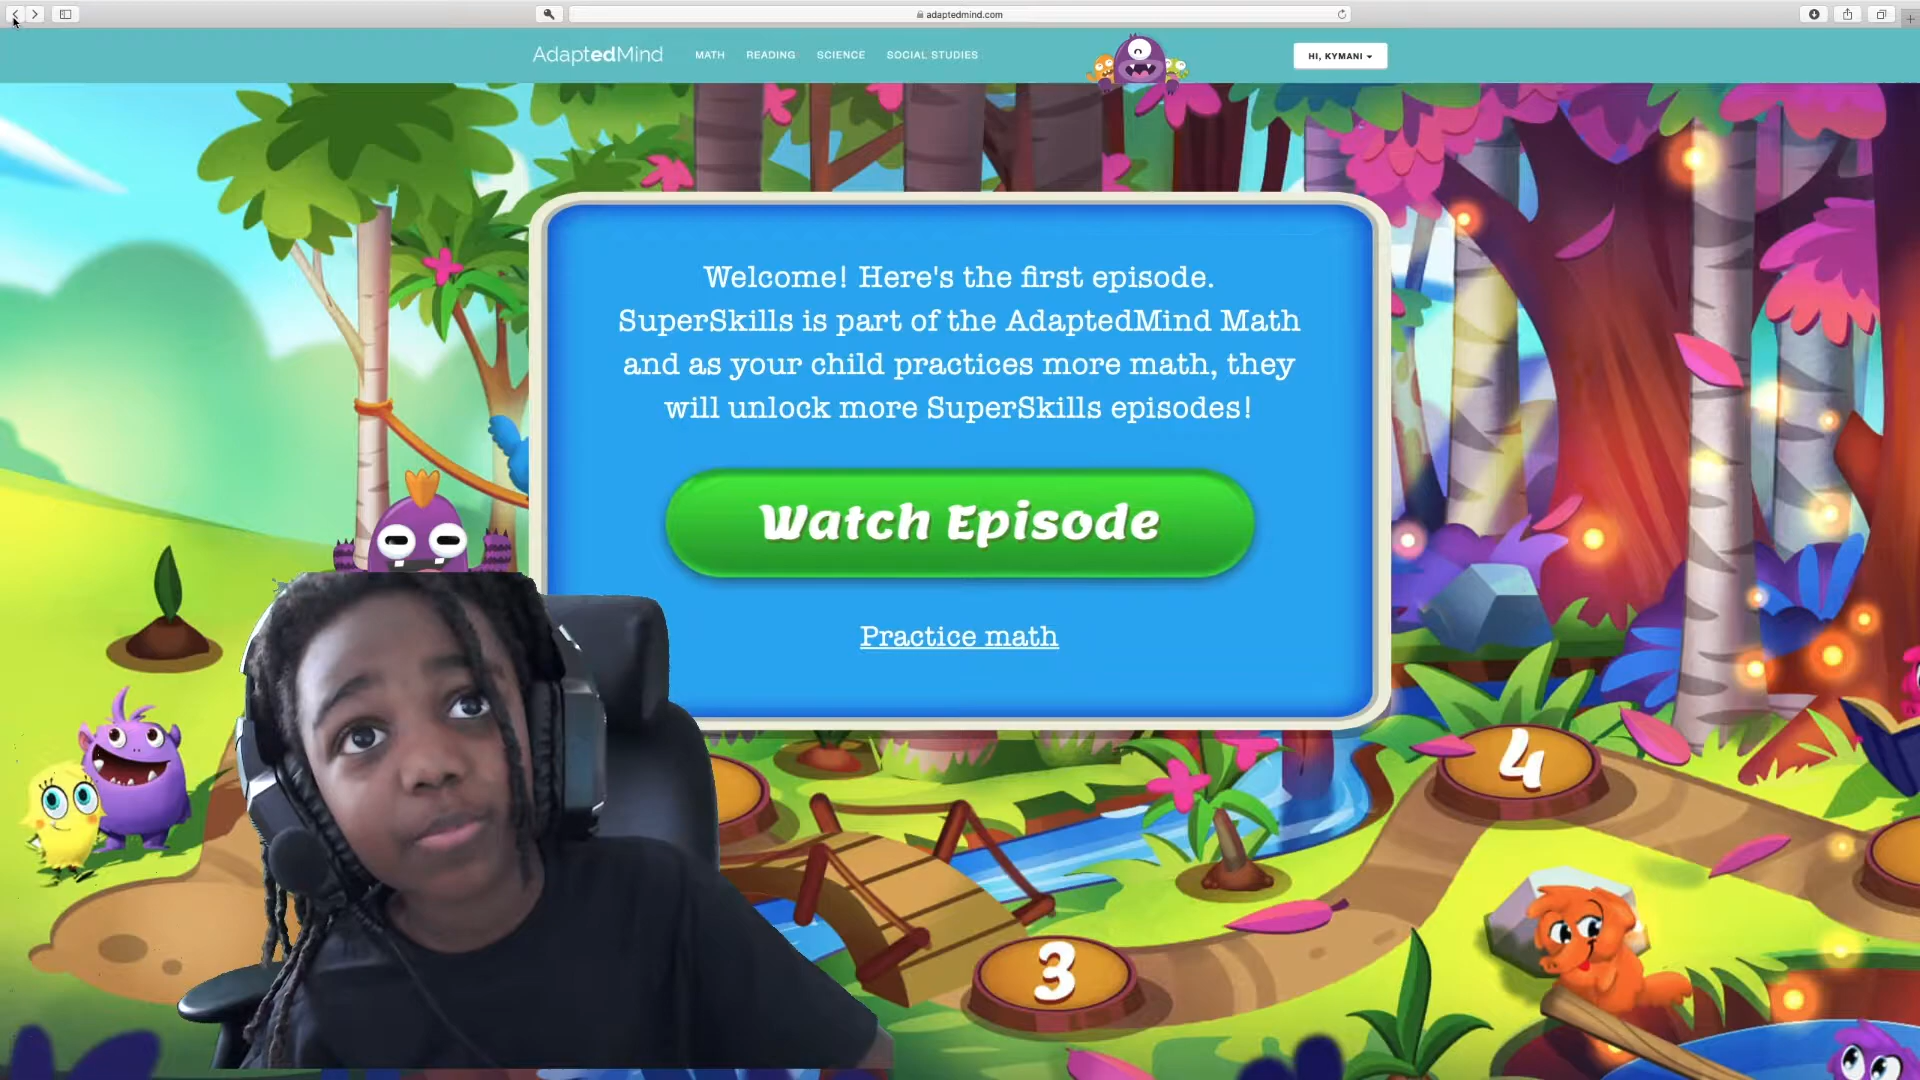 adaptedmind.com
AdaptedMind MATH READING SCIENCE SOCIAL STUDIES HI, KYMANI
Welcome! Here's the first episode.
SuperSkills is part of the AdaptedMind Math
and as your child practices more math, they
will unlock more SuperSkills episodes!
Watch Episode
Practice math
4
3